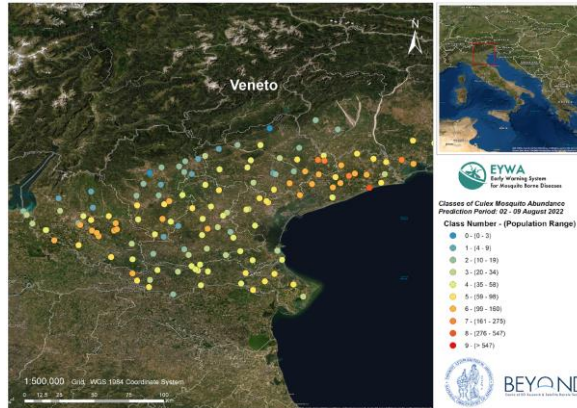 N
Veneto
EYWA
Early Warning System
for Mosquito Borne Diseases
Classes of Culex Mosquito Abundance
Prediction Period: 02 - 09 August 2022
Class Number - (Population Range)
0 - (0 - 3)
1 - (4 - 9)
2 - (10 - 19)
3 - (20 - 34)
4 - (35 - 58)
5 - (59 - 98)
6 - (99 - 160)
7 - (161 - 275)
8 - (276 - 547)
9 - (> 547)
1:500,000 Grid, WGS 1984 Coordinate System
0 12.5 25 50 75 100
BEYOND